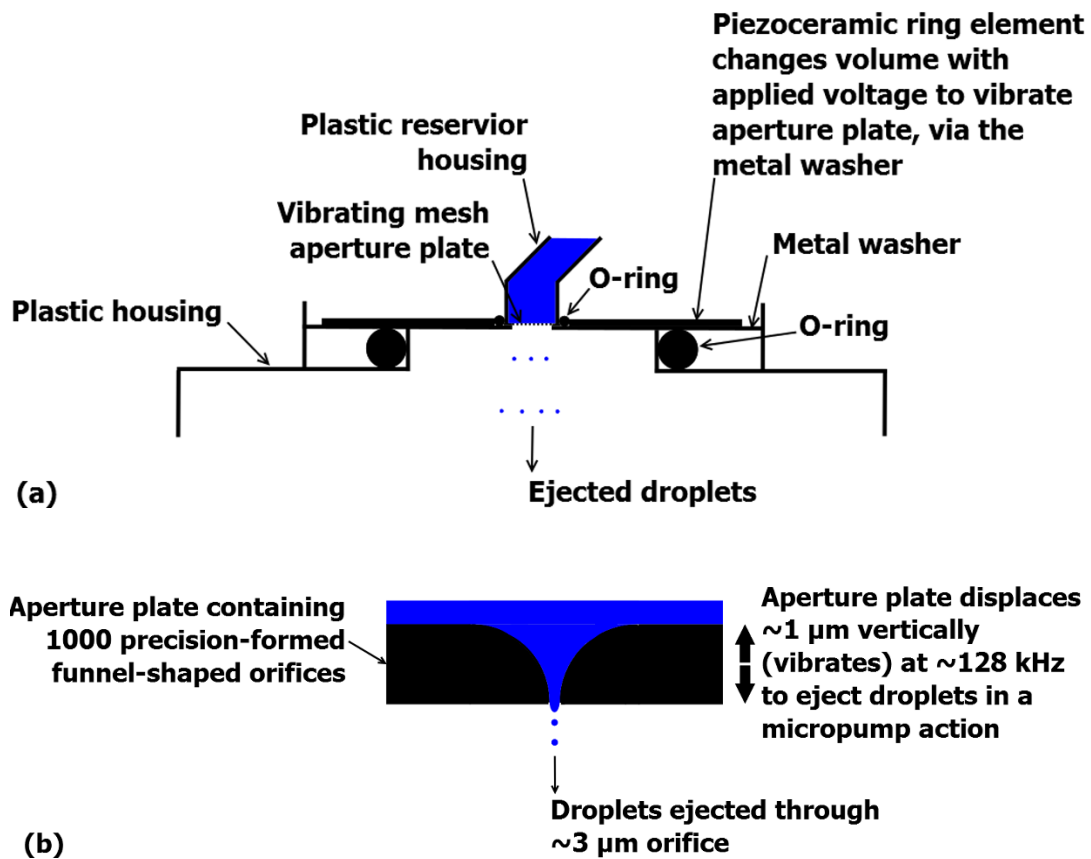 Piezoceramic ring element
changes volume with
applied voltage to vibrate
aperture plate, via the
metal washer
Plastic reservior
housing
Vibrating mesh
aperture plate
Metal washer
O-ring
Plastic housing
O-ring
Ejected droplets
(a)
Aperture plate containing
1000 precision-formed
funnel-shaped orifices
Aperture plate displaces
~1 µm vertically
(vibrates) at ~128 kHz
to eject droplets in a
micropump action
Droplets ejected through
~3 µm orifice
(b)